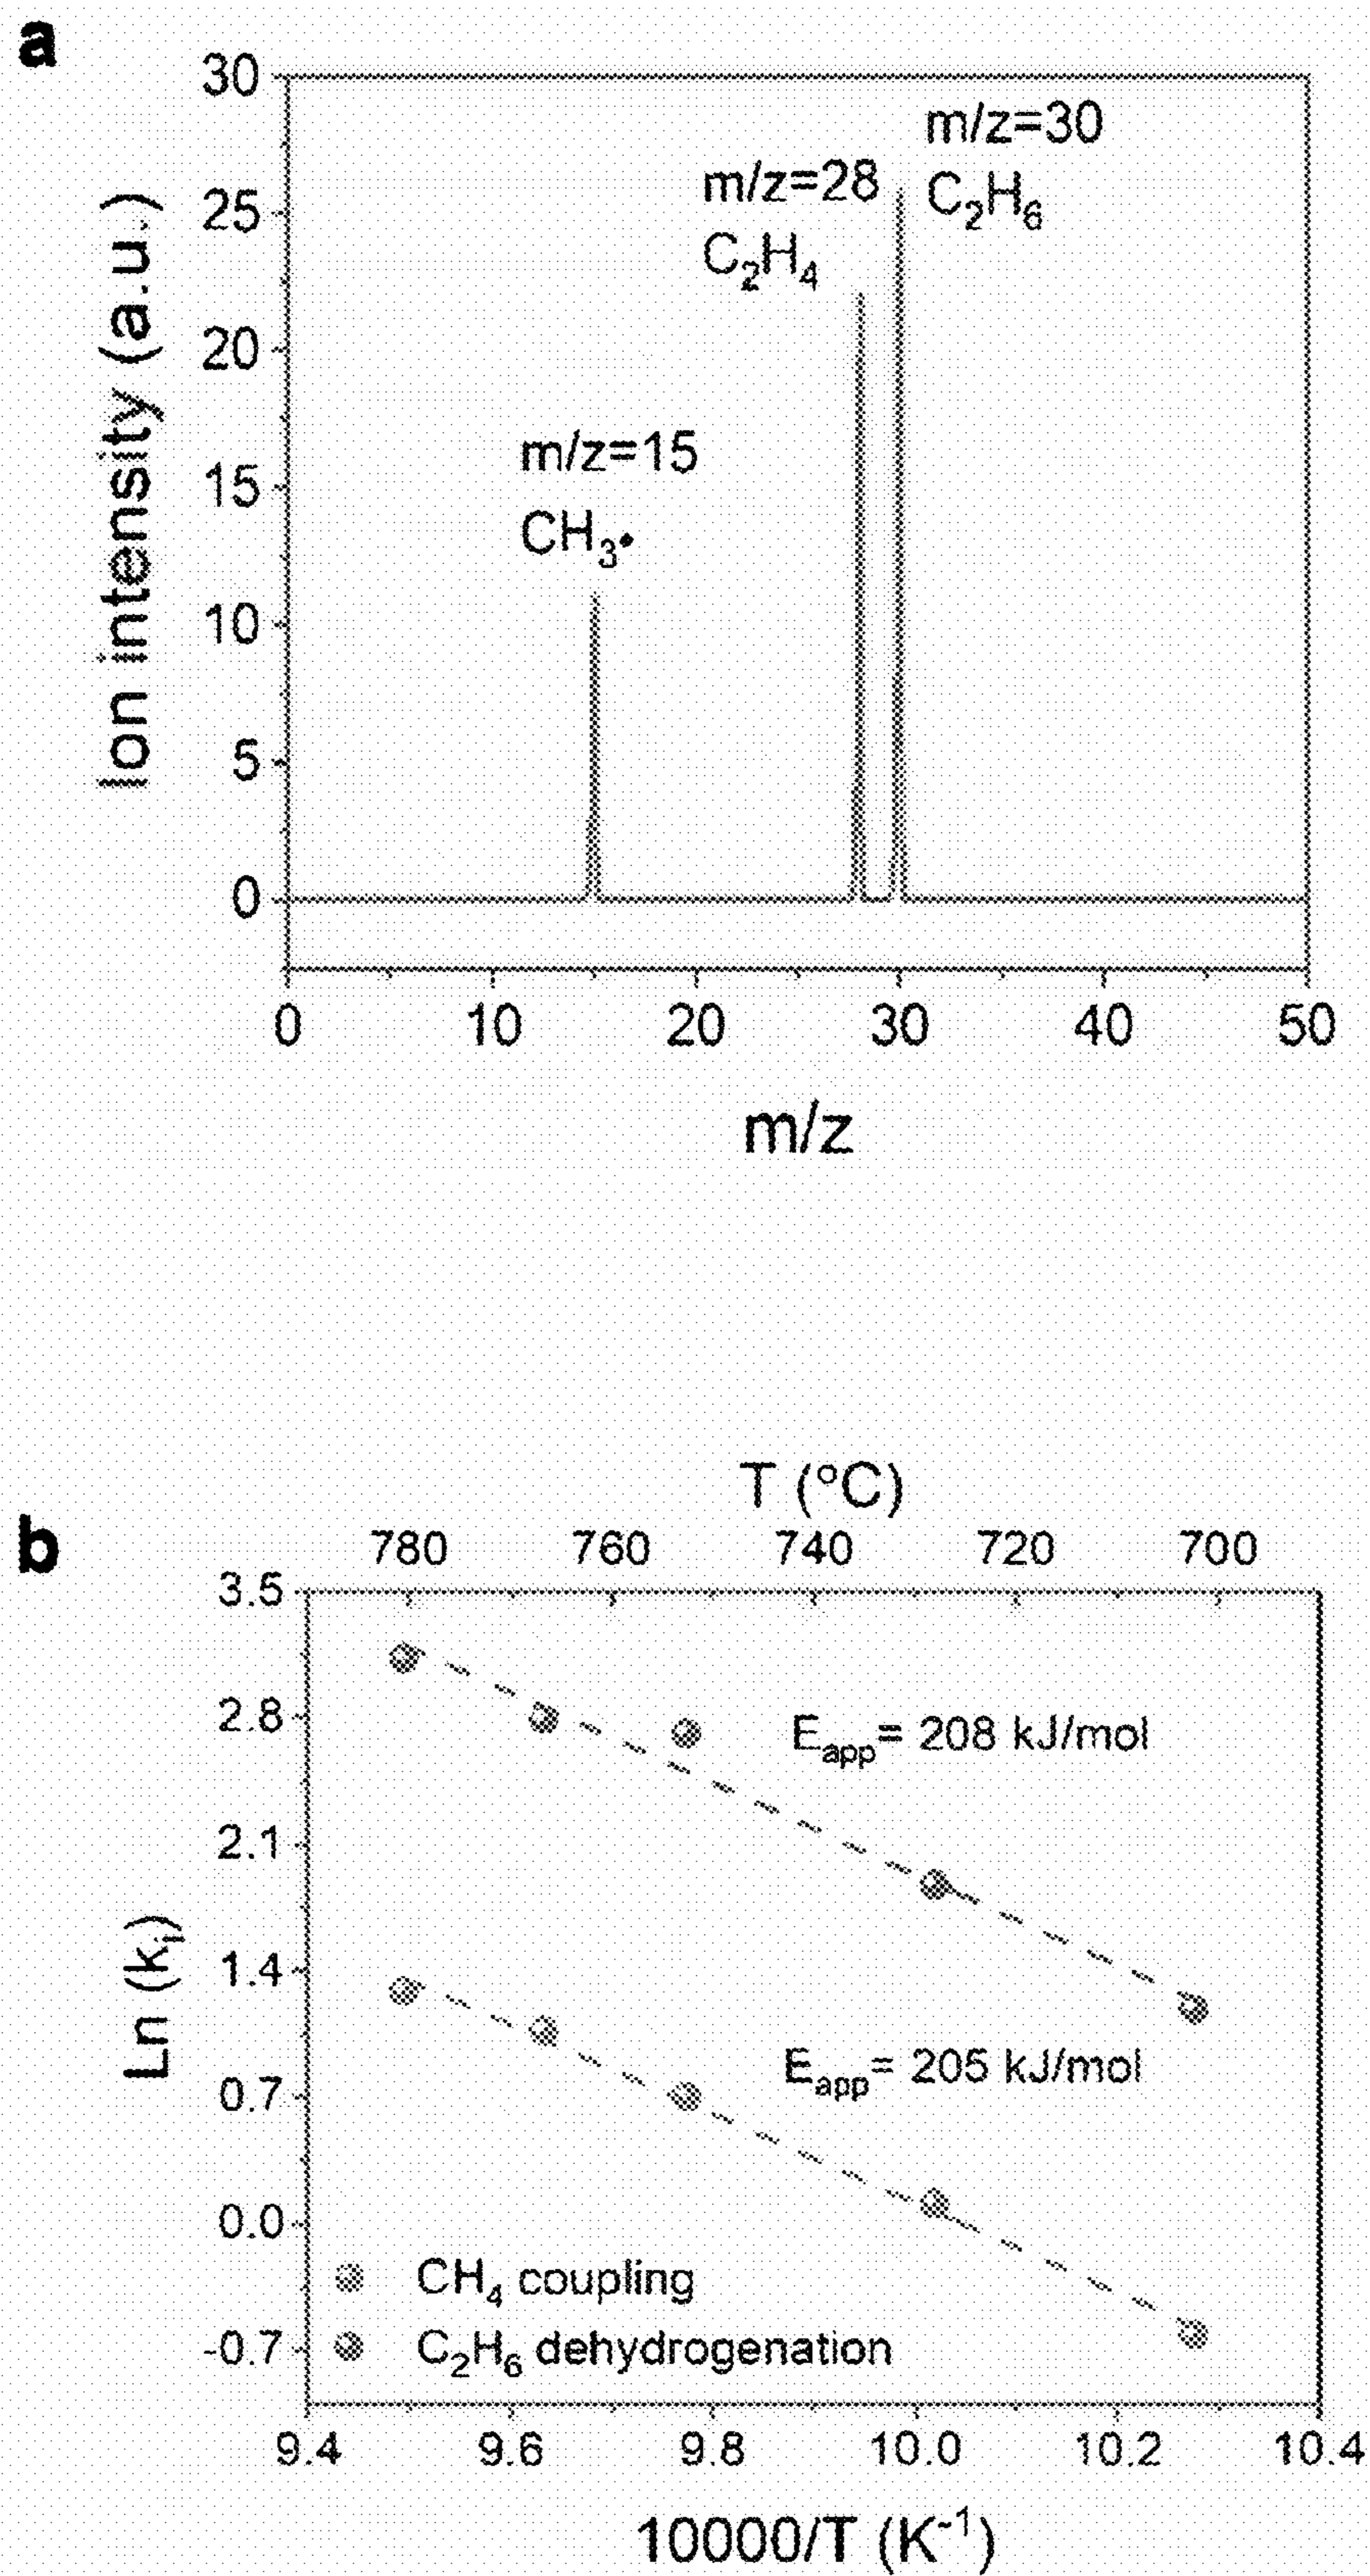 a
30
25
20
15
10
5
0
Ion intensity (a.u.)
m/z=30
C₂H₆
m/z=28
C₂H₄
m/z=15
CH₃•
0 10 20 30 40 50
m/z
b
T (°C)
780 760 740 720 700
3.5
2.8
2.1
1.4
0.7
0.0
-0.7
Ln (kᵢ)
Eapp= 208 kJ/mol
Eapp= 205 kJ/mol
CH₄ coupling
C₂H₆ dehydrogenation
9.4 9.6 9.8 10.0 10.2 10.4
10000/T (K⁻¹)